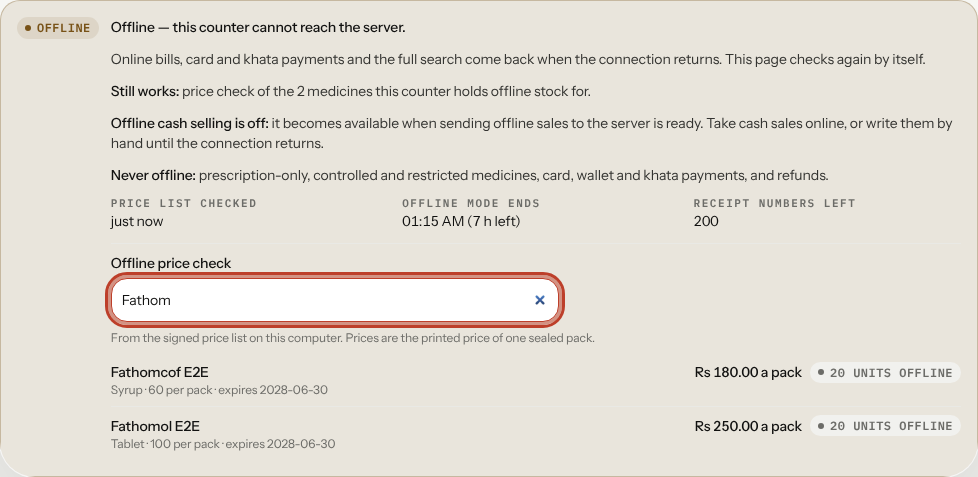 OFFLINE
Offline — this counter cannot reach the server.
Online bills, card and khata payments and the full search come back when the connection returns. This page checks again by itself.
Still works: price check of the 2 medicines this counter holds offline stock for.
Offline cash selling is off: it becomes available when sending offline sales to the server is ready. Take cash sales online, or write them by
hand until the connection returns.
Never offline: prescription-only, controlled and restricted medicines, card, wallet and khata payments, and refunds.
PRICE LIST CHECKED OFFLINE MODE ENDS RECEIPT NUMBERS LEFT
just now 01:15 AM (7 h left) 200
Offline price check
Fathom
From the signed price list on this computer. Prices are the printed price of one sealed pack.
Fathomcof E2E Rs 180.00 a pack 20 UNITS OFFLINE
Syrup · 60 per pack · expires 2028-06-30
Fathomol E2E Rs 250.00 a pack 20 UNITS OFFLINE
Tablet · 100 per pack · expires 2028-06-30